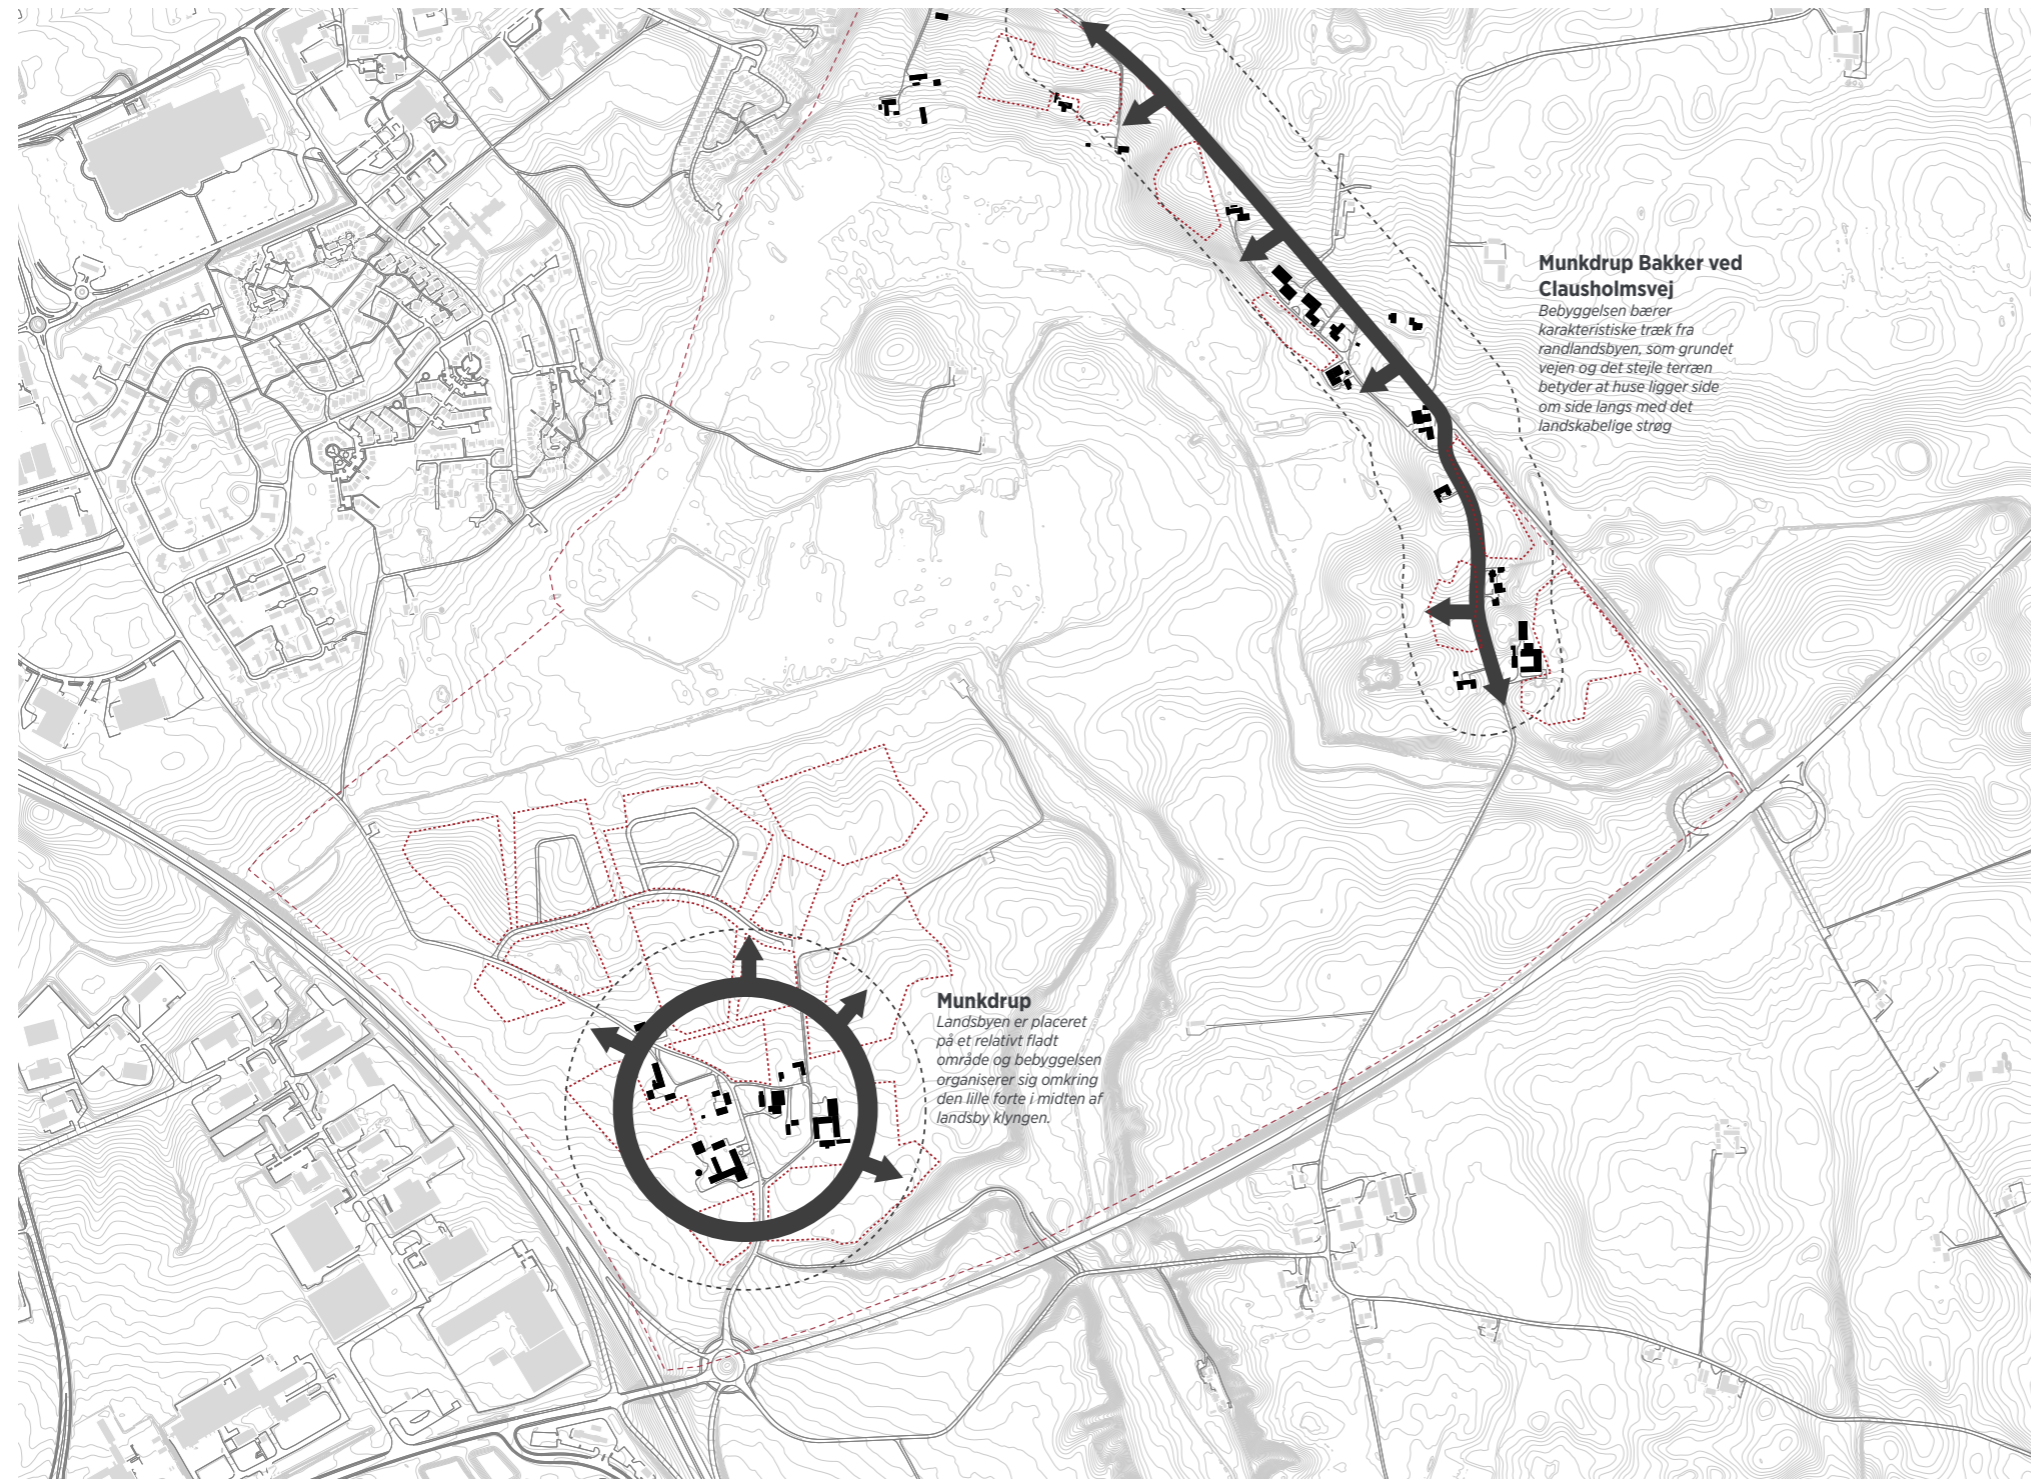 Munkdrup Bakker ved
Clausholmsvej
Bebyggelsen bærer
karakteristiske træk fra
randlandsbyen, som grundet
vejen og det stejle terræn
betyder at huse ligger side
om side langs med det
landskabelige strøg
Munkdrup
Landsbyen er placeret
på et relativt fladt
område og bebyggelsen
organiserer sig omkring
den lille forte i midten af
landsby klyngen.